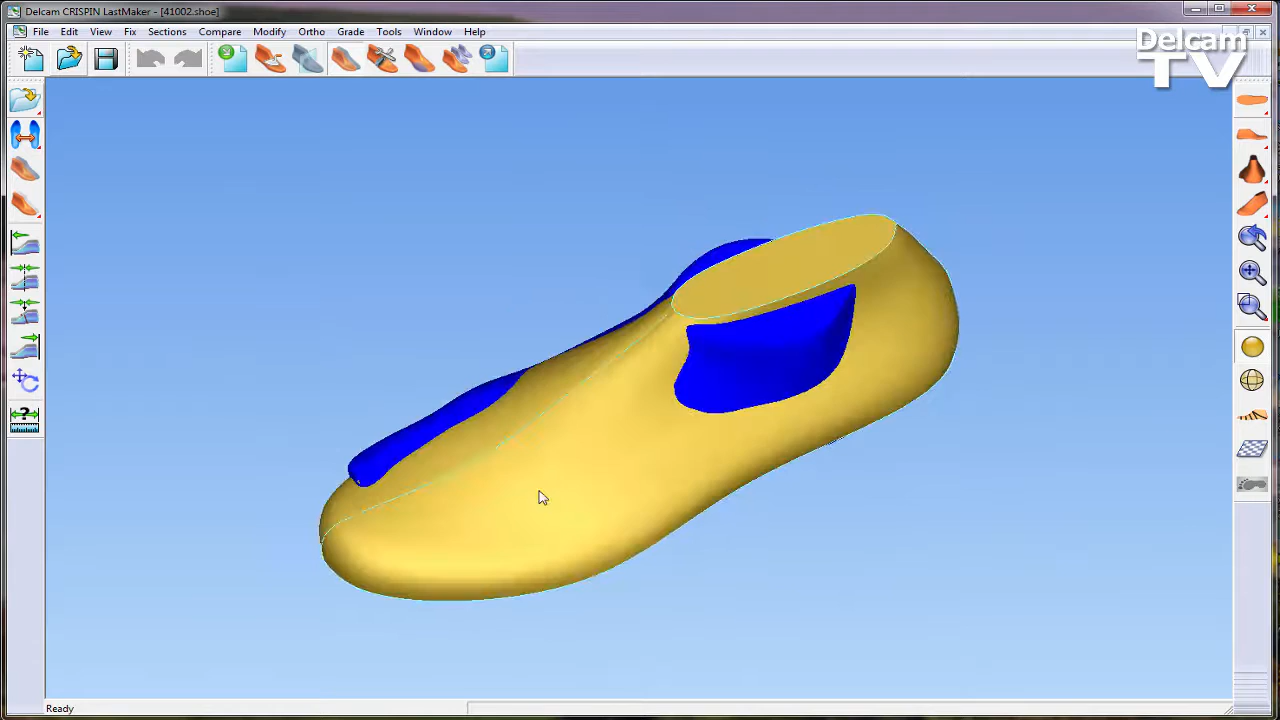 Delcam CRISPIN LastMaker - [41002.shoe]
File Edit View Fix Sections Compare Modify Ortho Grade Tools Window Help
Delcam
TV
?
Ready